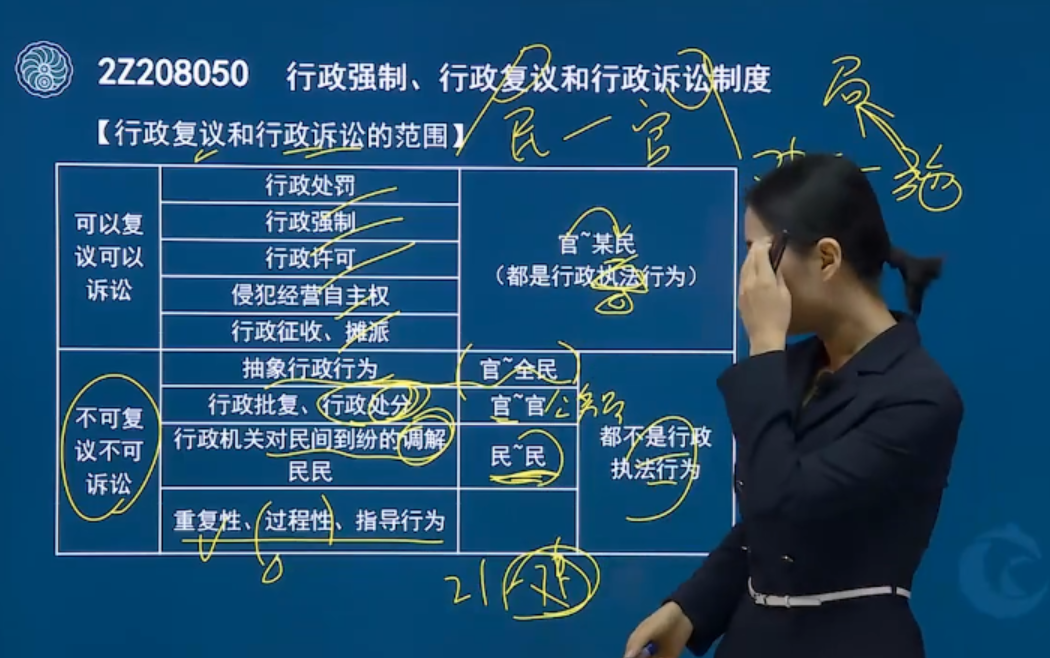 2Z208050 行政强制、行政复议和行政诉讼制度
【行政复议和行政诉讼的范围】
民一官
局
可以复
议可以
诉讼
行政处罚
行政强制
行政许可
侵犯经营自主权
行政征收、摊派
官~某民
（都是行政执法行为）
不可复
议不可
诉讼
抽象行政行为
官~全民
行政批复、行政处分
官~官
行政机关对民间到纷的调解
民民
民~民
重复性、过程性、指导行为
都不是行政
执法行为
21